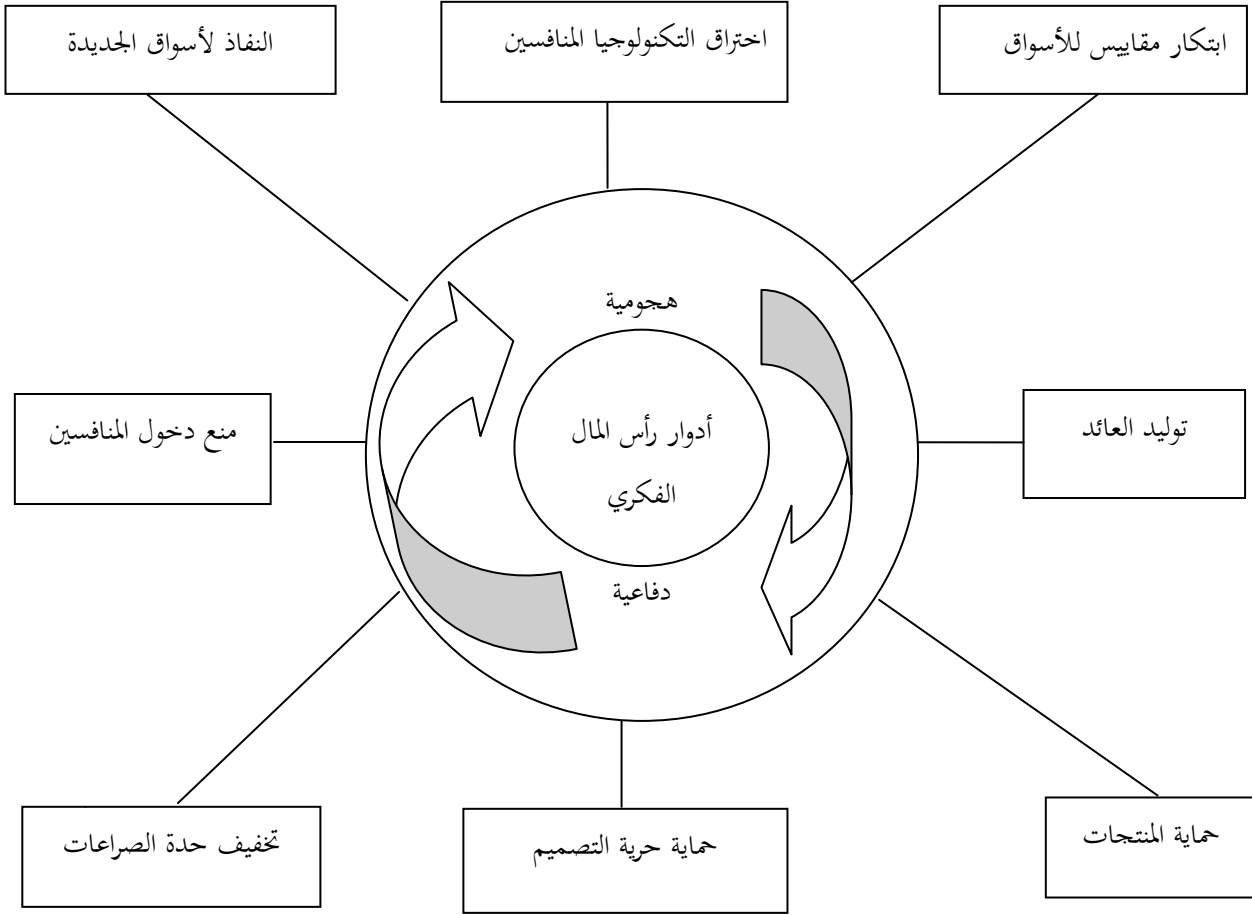 ابتكار مقاييس للأسواق
اختراق التكنولوجيا المنافسين
النفاذ لأسواق الجديدة
هجومية
أدوار رأس المال
الفكري
دفاعية
توليد العائد
منع دخول المنافسين
حماية المنتجات
حماية حرية التصميم
تخفيف حدة الصراعات